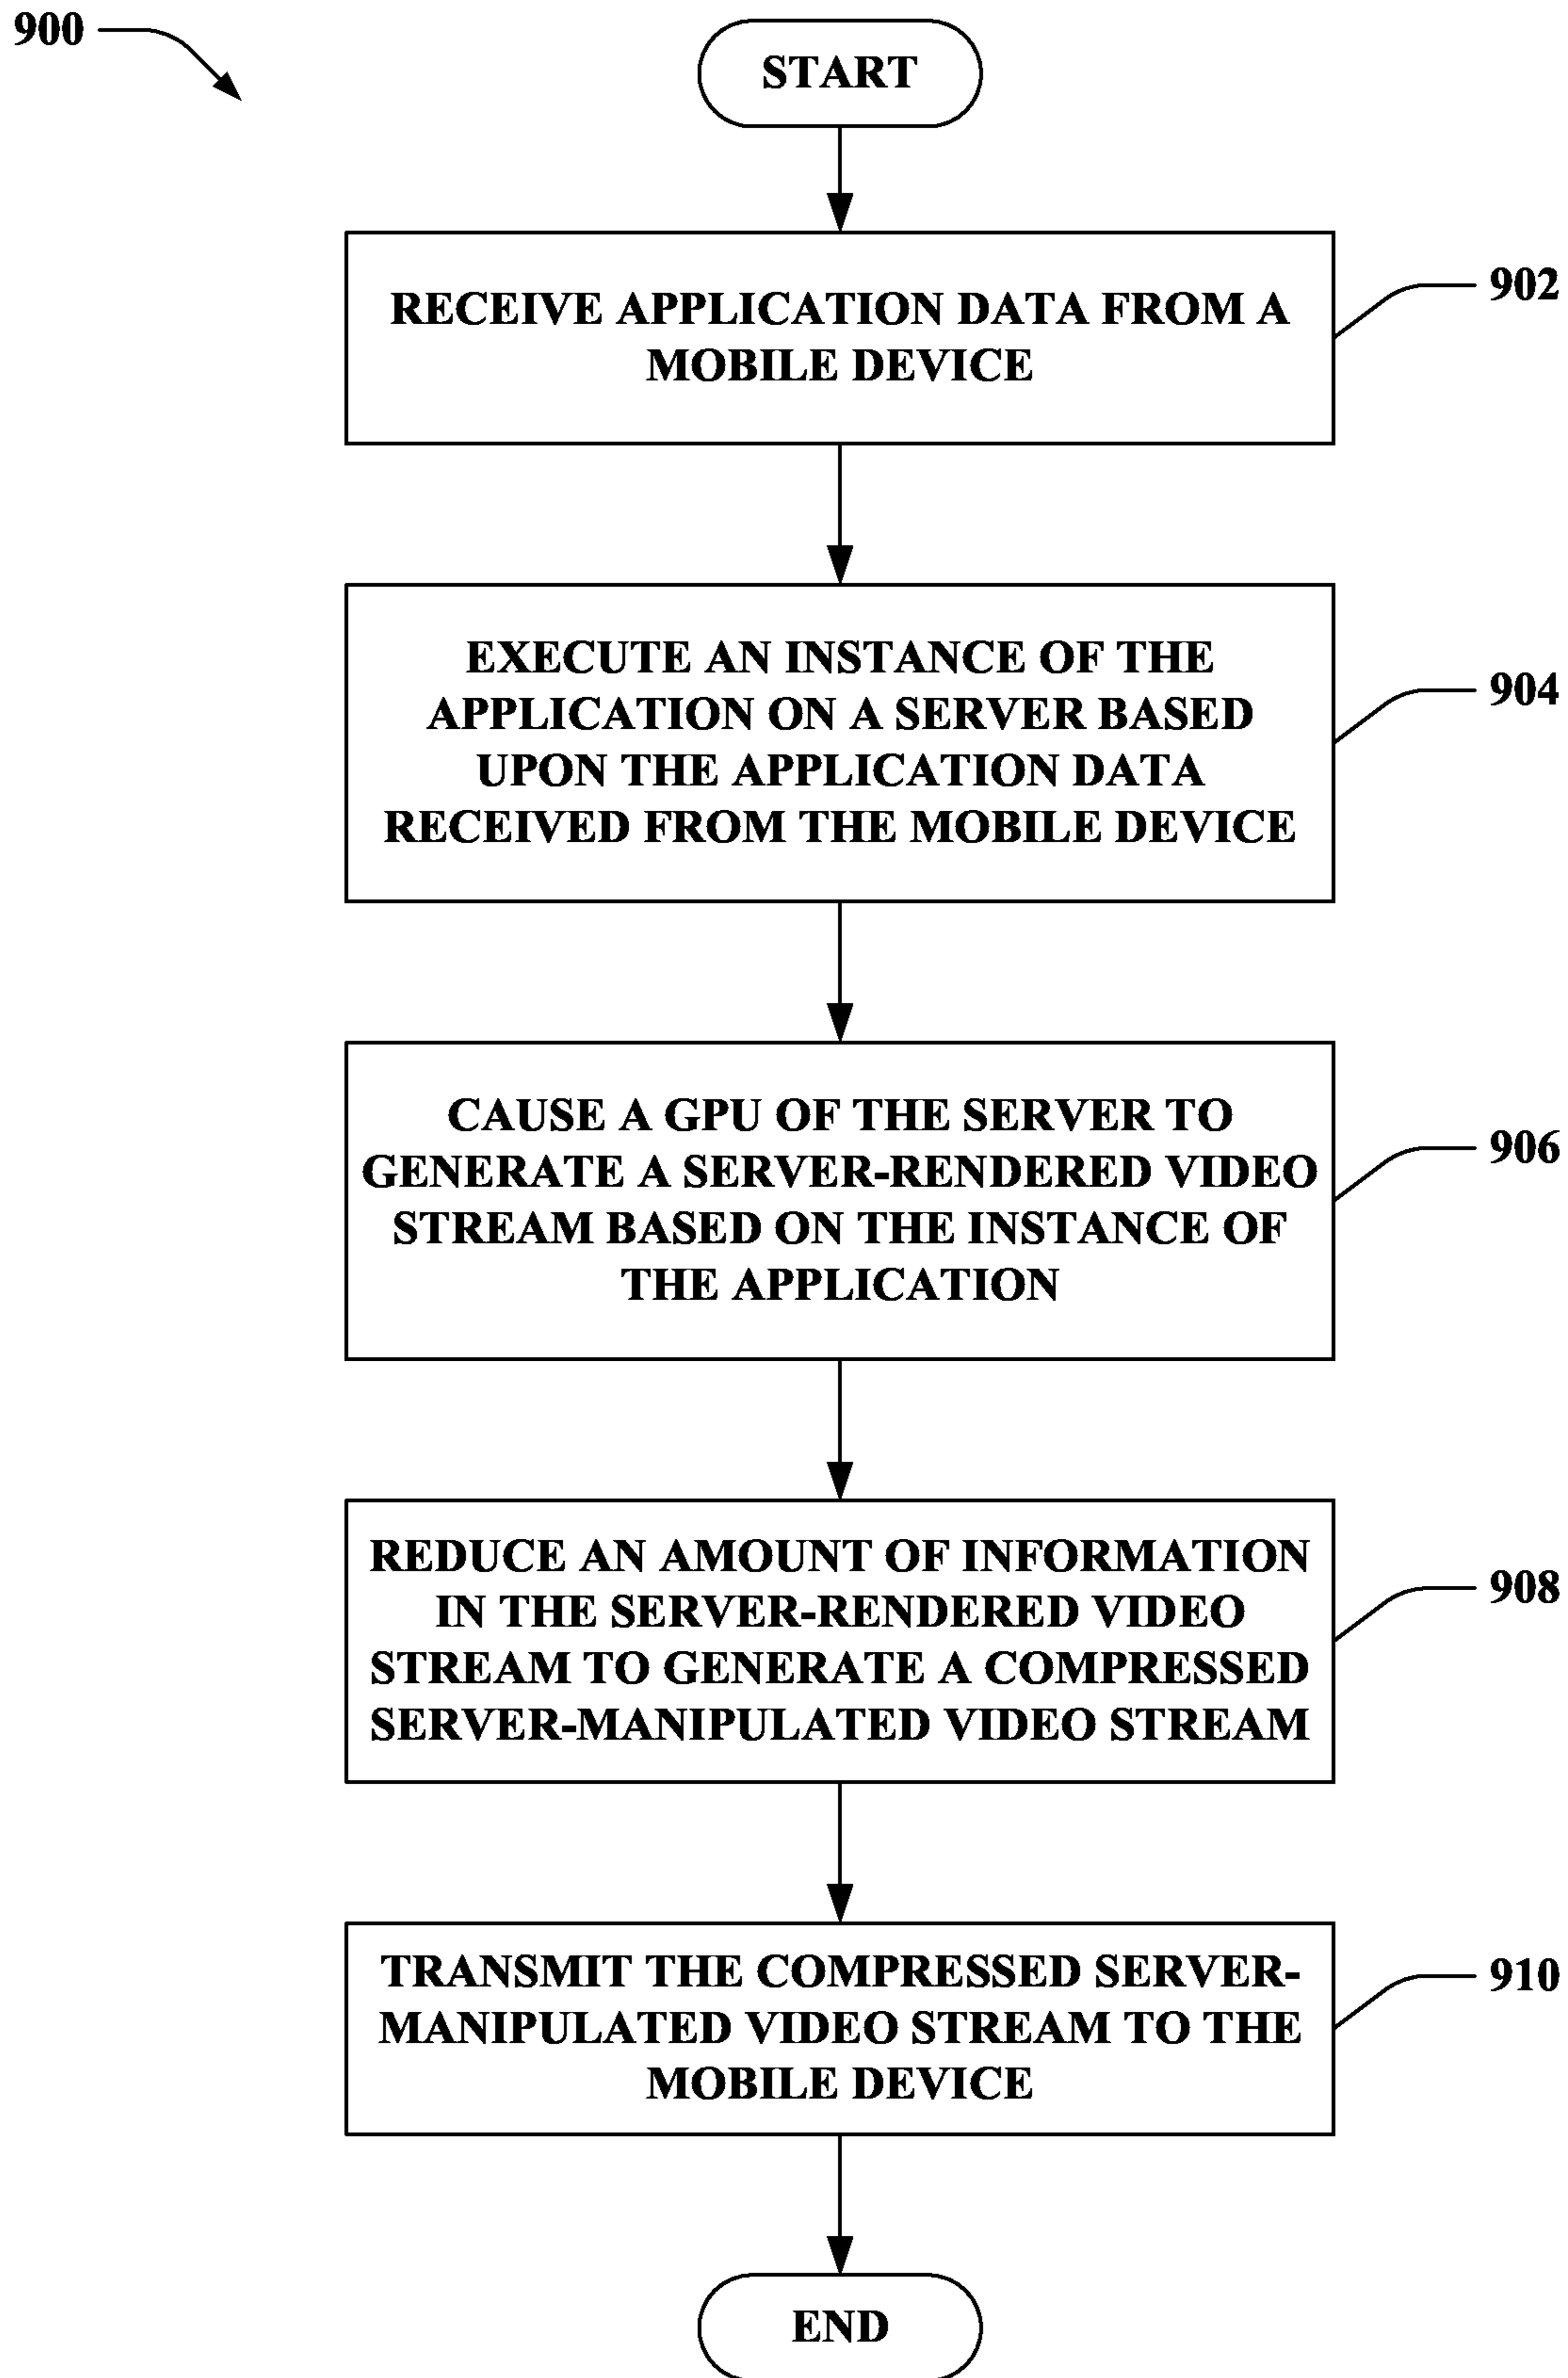 900
START
RECEIVE APPLICATION DATA FROM A
MOBILE DEVICE
902
EXECUTE AN INSTANCE OF THE
APPLICATION ON A SERVER BASED
UPON THE APPLICATION DATA
RECEIVED FROM THE MOBILE DEVICE
904
CAUSE A GPU OF THE SERVER TO
GENERATE A SERVER-RENDERED VIDEO
STREAM BASED ON THE INSTANCE OF
THE APPLICATION
906
REDUCE AN AMOUNT OF INFORMATION
IN THE SERVER-RENDERED VIDEO
STREAM TO GENERATE A COMPRESSED
SERVER-MANIPULATED VIDEO STREAM
908
TRANSMIT THE COMPRESSED SERVER-
MANIPULATED VIDEO STREAM TO THE
MOBILE DEVICE
910
END